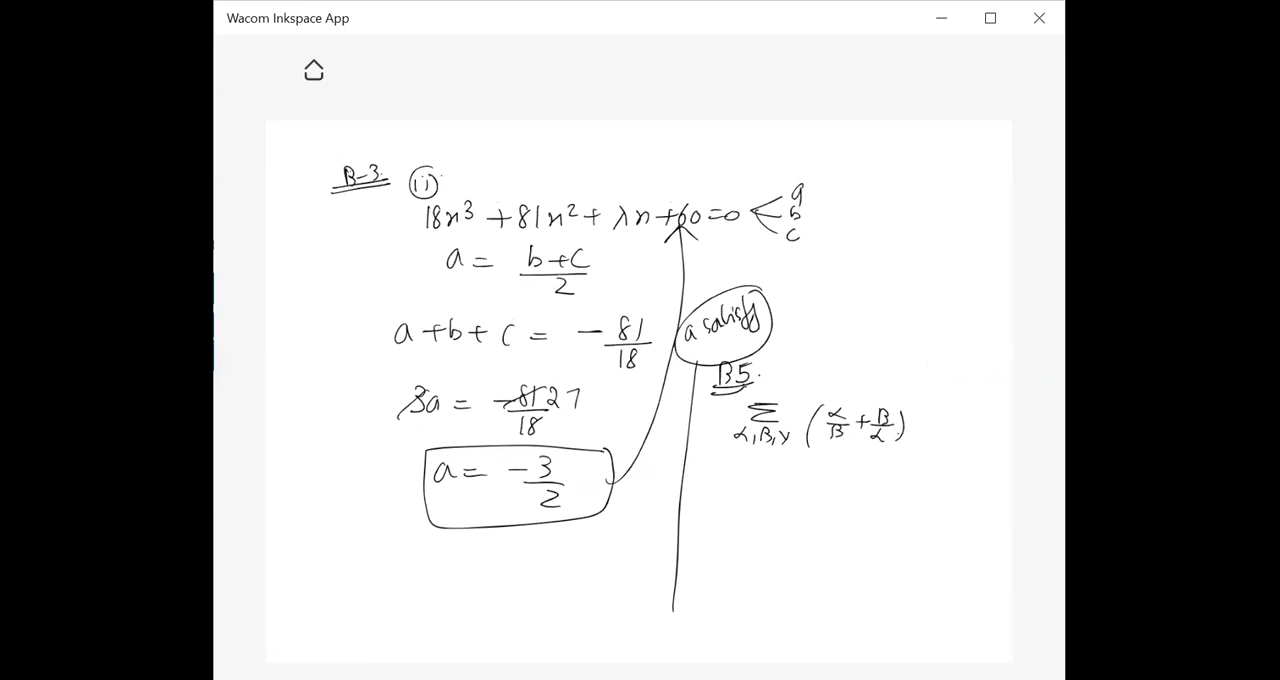 Wacom Inkspace App
B-3. (ii)
18x³ + 81x² + λx + 60 = 0 < a b c
a = b+c/2
a + b + c = - 81/18
3a = - 81 27/18
a = - 3/2
a satisfy
B5.
Σ α,β,γ (α/β + β/α)